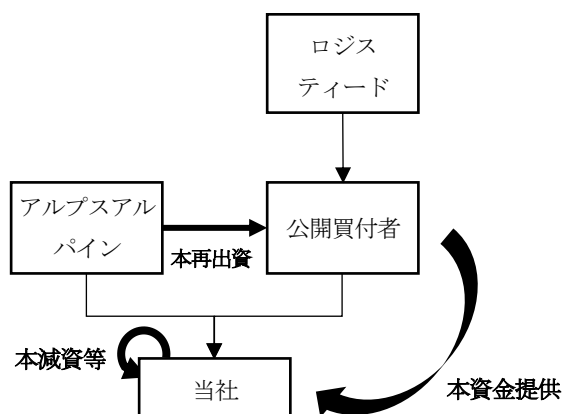 ロジス
ティード
アルプスアル
パイン
公開買付者
本再出資
本減資等
当社
本資金提供